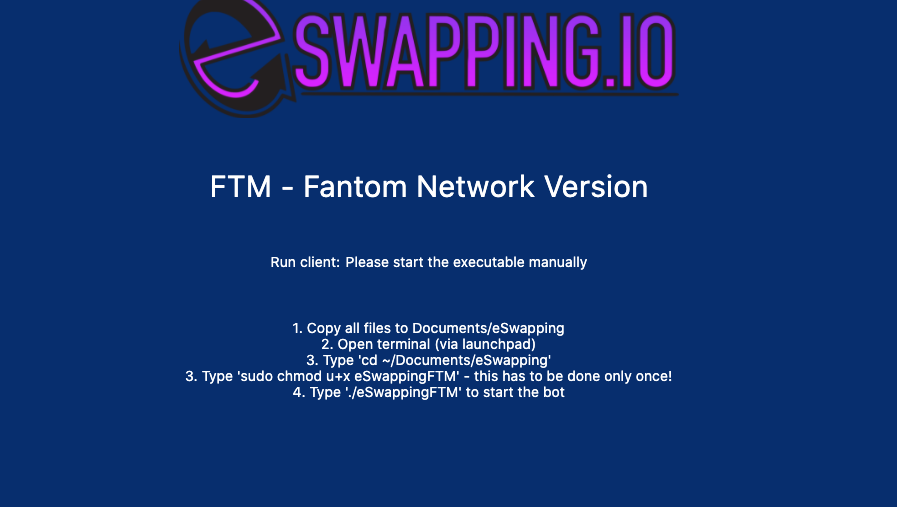 eSWAPPING.IO
FTM - Fantom Network Version
Run client: Please start the executable manually
1. Copy all files to Documents/eSwapping
2. Open terminal (via launchpad)
3. Type 'cd ~/Documents/eSwapping'
3. Type 'sudo chmod u+x eSwappingFTM' - this has to be done only once!
4. Type './eSwappingFTM' to start the bot